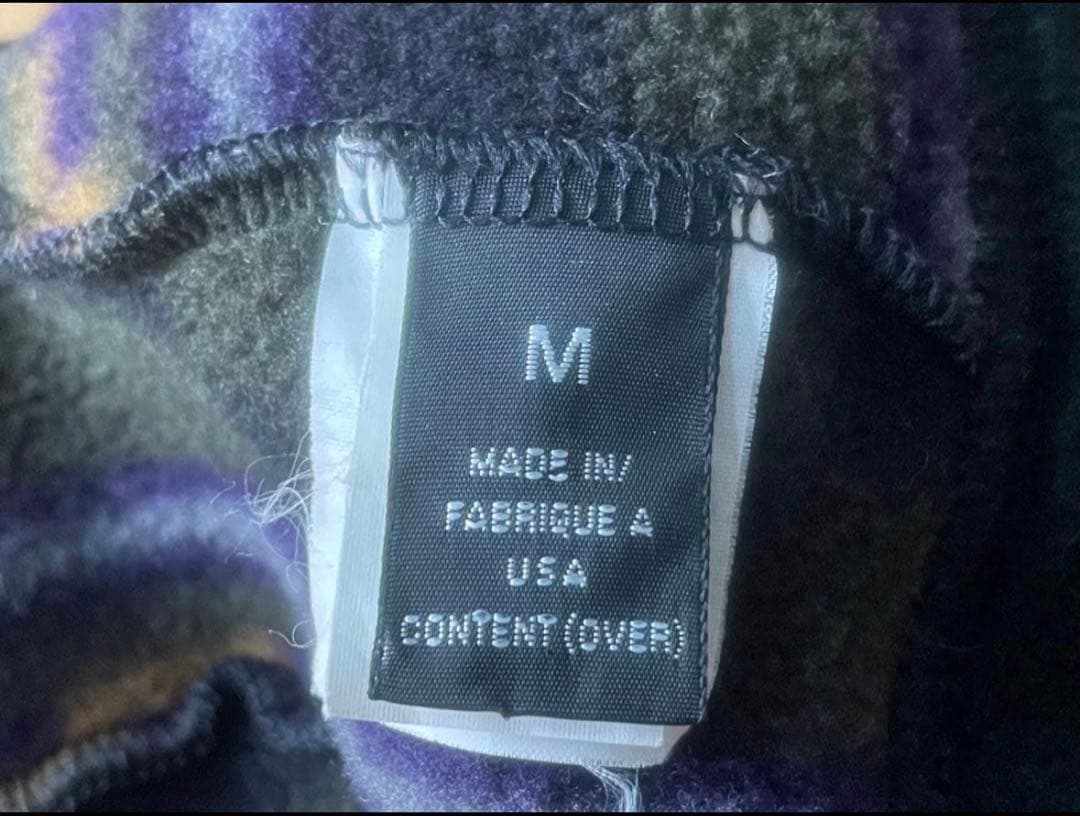 M
MADE IN/
FABRIQUE A
USA
CONTENT (OVER)